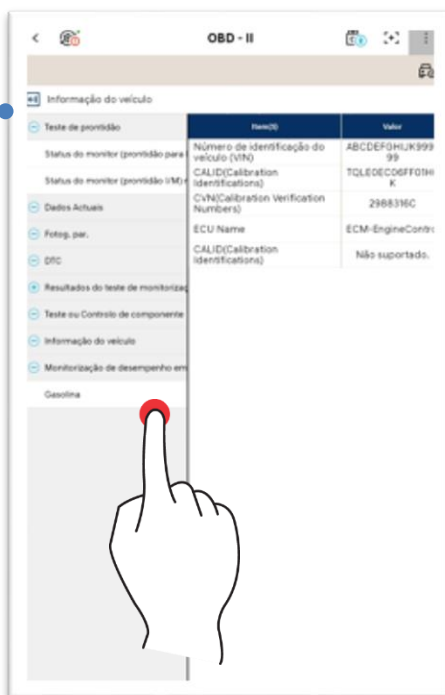 OBD - II
Informação do veículo
Teste de prontidão
Status do monitor (prontidão para
Status do monitor (prontidão I/M)
Dados Actuais
Fotog. par.
DTC
Resultados do teste de monitorizaç
Teste ou Controlo de componente
Informação do veículo
Monitorização de desempenho em
Gasolina
Item(S) Valor
Número de identificação do ABCDEFGHIJK999
veículo (VIN) 99
CALID(Calibration
Identifications) K
CVN(Calibration Verification 2988316C
Numbers)
ECU Name ECM-EngineContro
CALID(Calibration Não suportado.
Identifications)